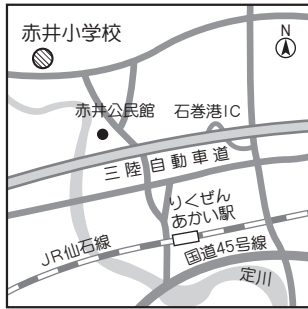 赤井小学校
N
赤井公民館
石巻港IC
三陸自動車道
りくぜん
あかい駅
JR仙石線
国道45号線
定川